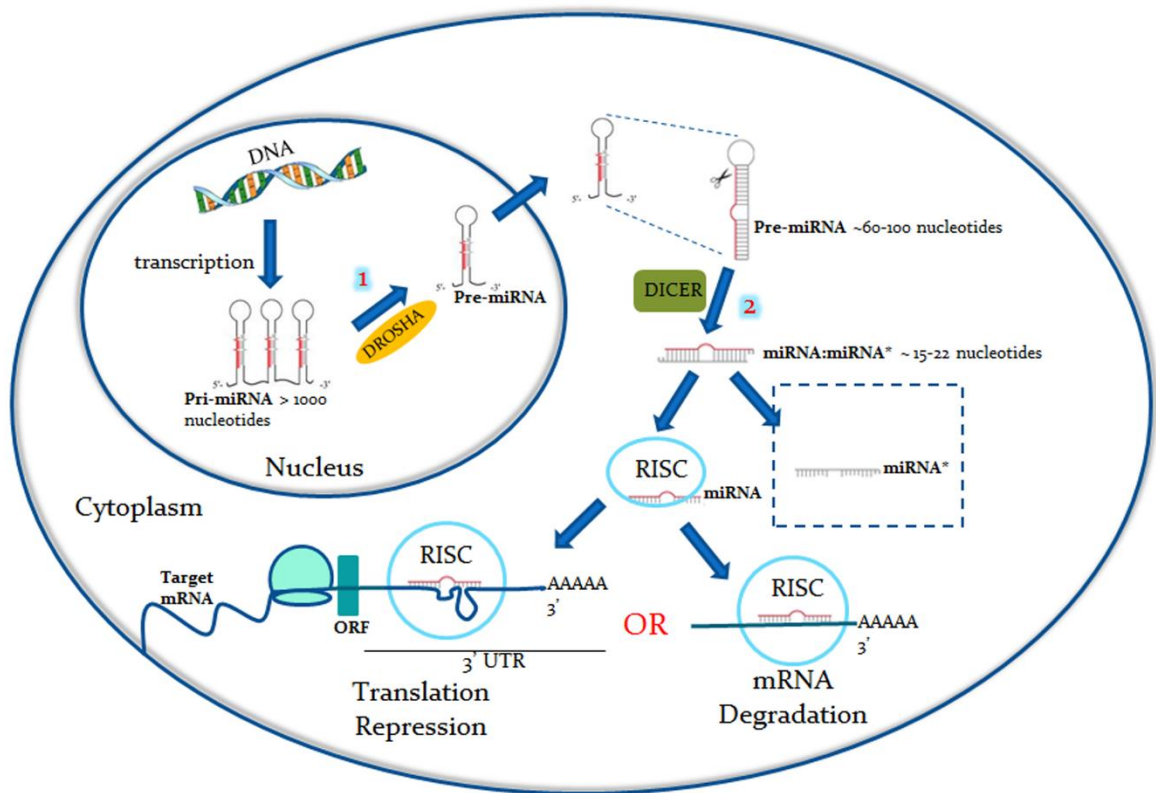 DNA
transcription
1
DROSHA
5'-
-3'
Pre-miRNA
5'-
-3'
Pri-miRNA > 1000
nucleotides
Nucleus
Cytoplasm
5'-
-3'
Pre-miRNA ~60-100 nucleotides
DICER
2
miRNA:miRNA* ~ 15-22 nucleotides
RISC
miRNA
miRNA*
Target
mRNA
ORF
RISC
AAAAA
3'
3' UTR
Translation
Repression
OR
RISC
AAAAA
3'
mRNA
Degradation